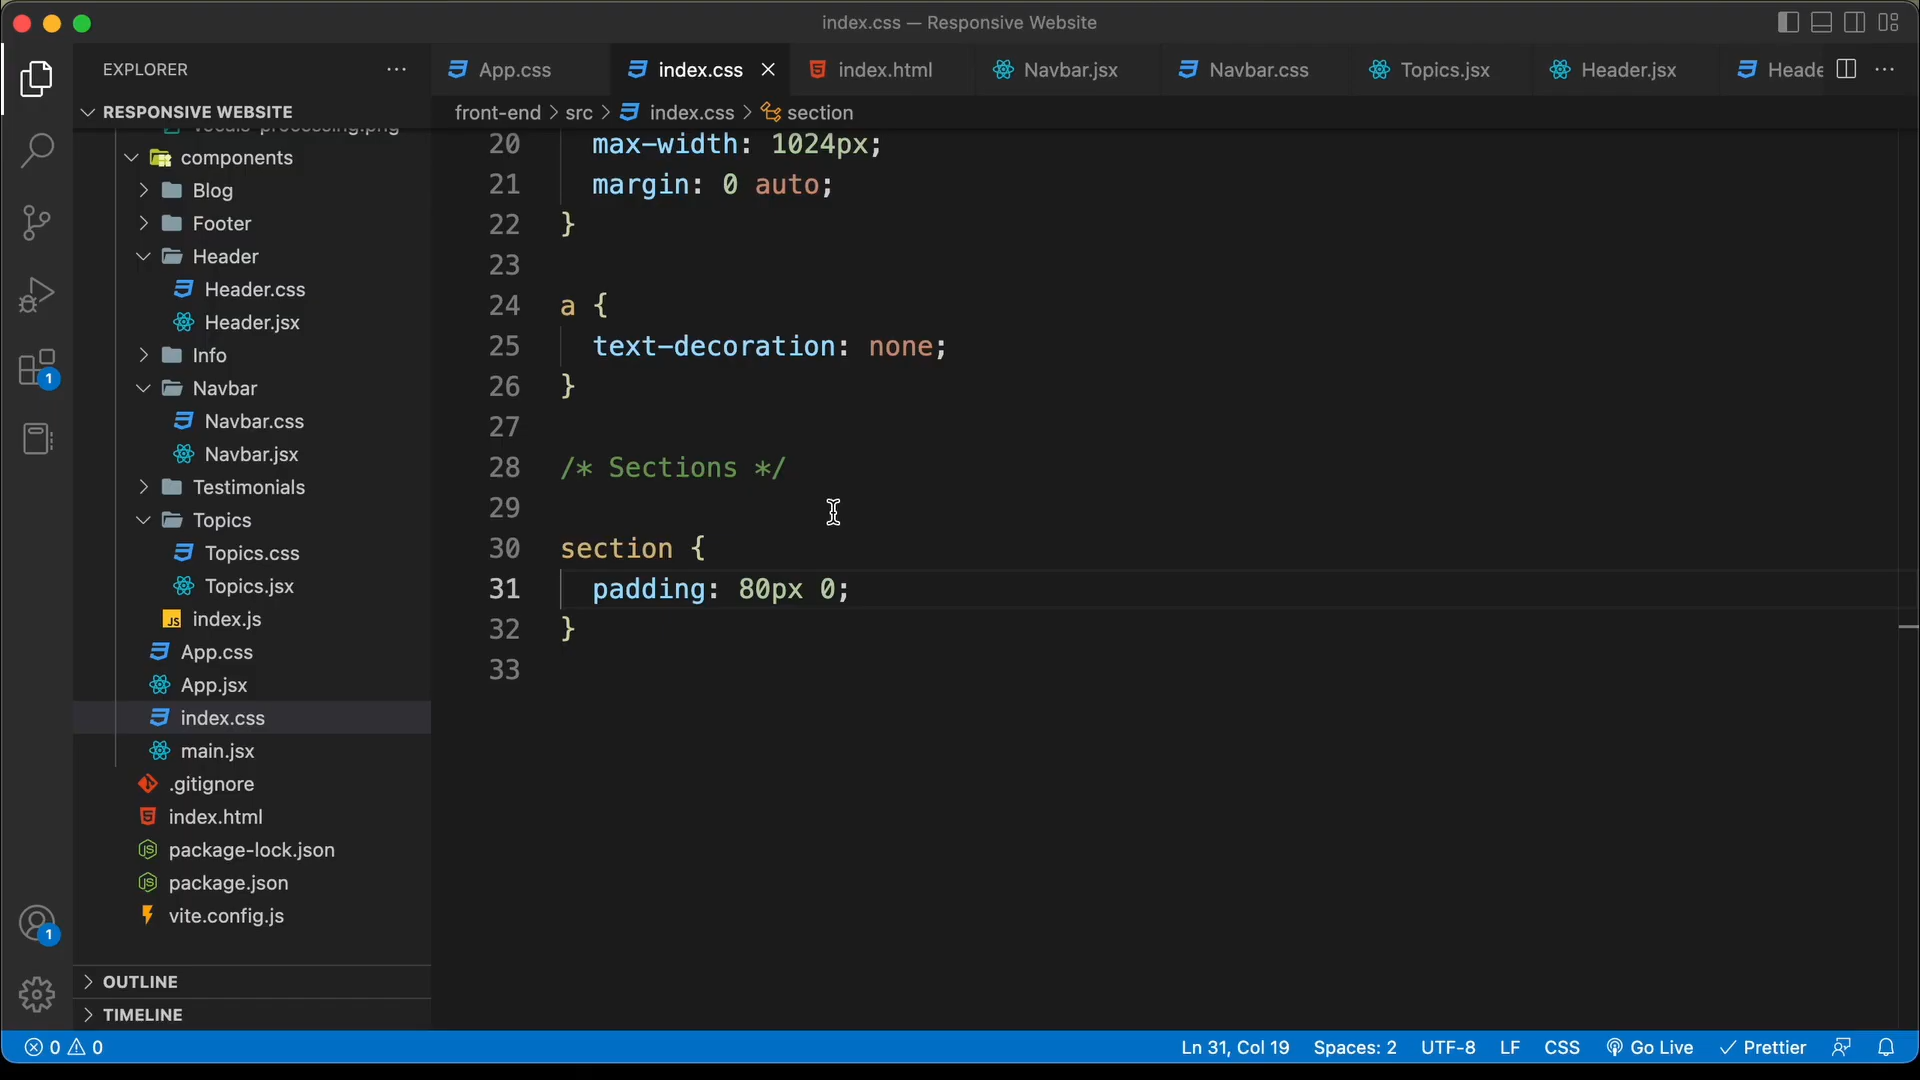 index.css — Responsive Website
EXPLORER
App.css
index.css
index.html
Navbar.jsx
Navbar.css
Topics.jsx
Header.jsx
Heade
RESPONSIVE WEBSITE
front-end > src > index.css > section
vocals-processing.png
components
Blog
Footer
Header
Header.css
Header.jsx
Info
Navbar
Navbar.css
Navbar.jsx
Testimonials
Topics
Topics.css
Topics.jsx
JS index.js
App.css
App.jsx
index.css
main.jsx
.gitignore
index.html
package-lock.json
package.json
vite.config.js
OUTLINE
TIMELINE
20 max-width: 1024px;
21 margin: 0 auto;
22 }
23
24 a {
25 text-decoration: none;
26 }
27
28 /* Sections */
29
30 section {
31 padding: 80px 0;
32 }
33
1
1
0 0
Ln 31, Col 19
Spaces: 2
UTF-8
LF
CSS
Go Live
Prettier